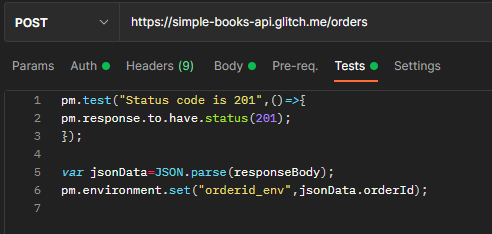 POST
https://simple-books-api.glitch.me/orders
Params Auth Headers (9) Body Pre-req. Tests Settings
1 pm.test("Status code is 201",()=>{
2 pm.response.to.have.status(201);
3 });
4
5 var jsonData=JSON.parse(responseBody);
6 pm.environment.set("orderid_env",jsonData.orderId);
7